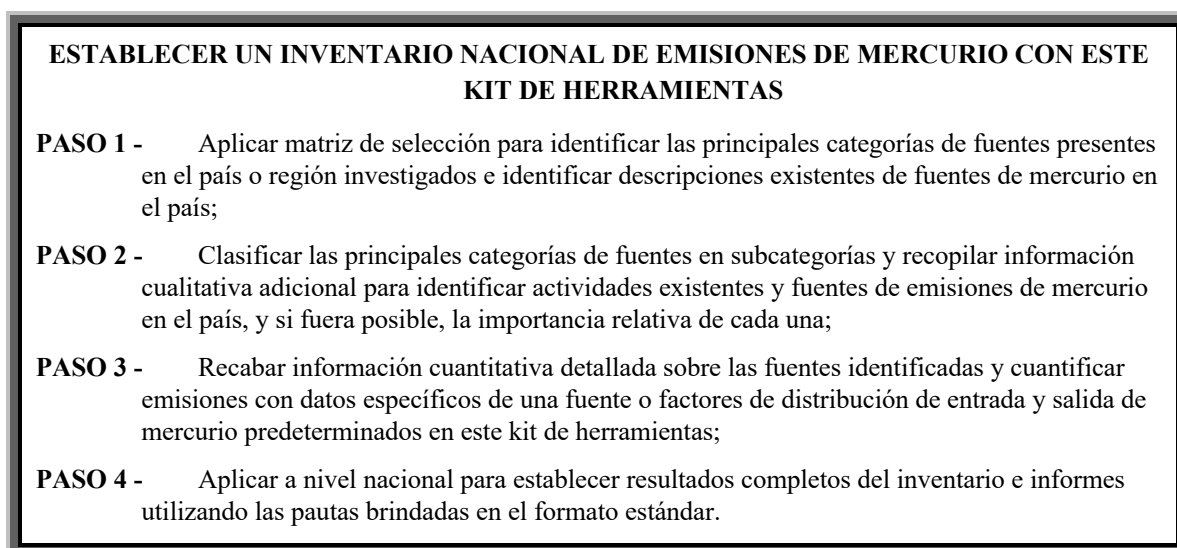 ESTABLECER UN INVENTARIO NACIONAL DE EMISIONES DE MERCURIO CON ESTE
KIT DE HERRAMIENTAS
PASO 1 - Aplicar matriz de selección para identificar las principales categorías de fuentes presentes
en el país o región investigados e identificar descripciones existentes de fuentes de mercurio en
el país;
PASO 2 - Clasificar las principales categorías de fuentes en subcategorías y recopilar información
cualitativa adicional para identificar actividades existentes y fuentes de emisiones de mercurio
en el país, y si fuera posible, la importancia relativa de cada una;
PASO 3 - Recabar información cuantitativa detallada sobre las fuentes identificadas y cuantificar
emisiones con datos específicos de una fuente o factores de distribución de entrada y salida de
mercurio predeterminados en este kit de herramientas;
PASO 4 - Aplicar a nivel nacional para establecer resultados completos del inventario e informes
utilizando las pautas brindadas en el formato estándar.